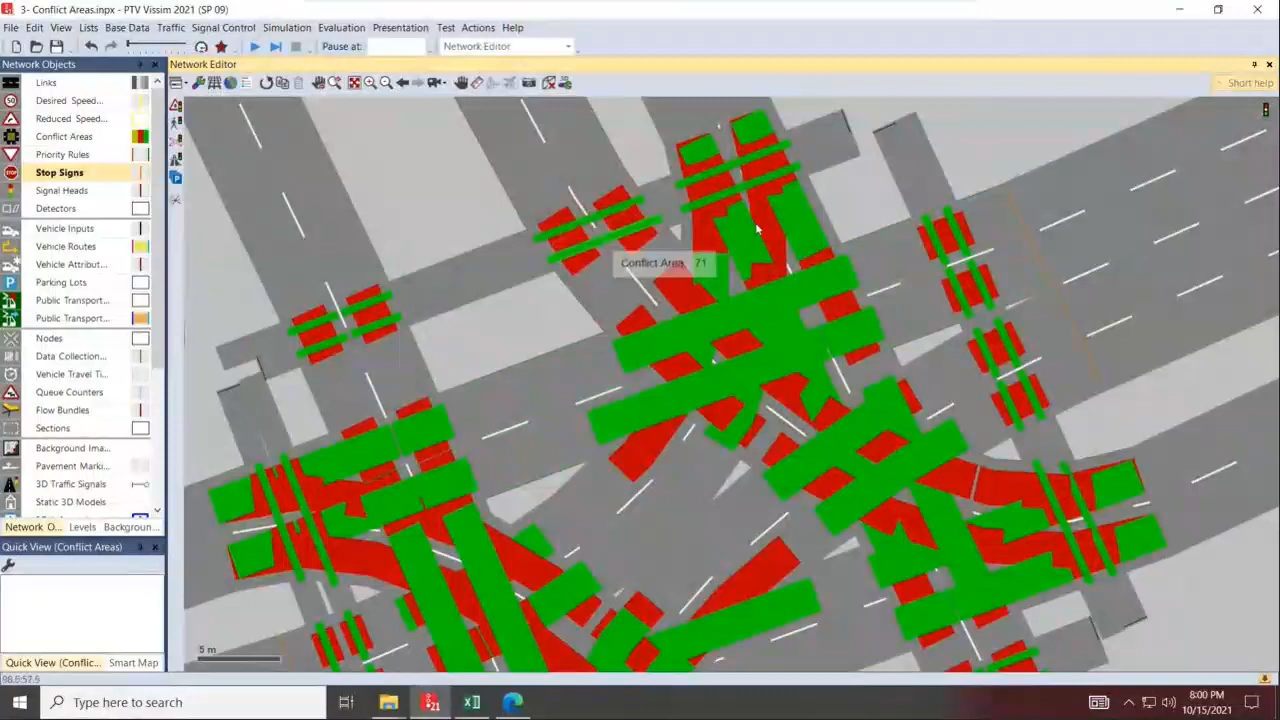 3- Conflict Areas.inpx - PTV Vissim 2021 (SP 09)
File Edit View Lists Base Data Traffic Signal Control Simulation Evaluation Presentation Test Actions Help
Pause at: Network Editor
Network Objects
Network Editor
Short help
Links
Desired Speed...
Reduced Speed...
Conflict Areas
Priority Rules
Stop Signs
Signal Heads
Detectors
Vehicle Inputs
Vehicle Routes
Vehicle Attribut...
Parking Lots
Public Transport...
Public Transport...
Nodes
Data Collection...
Vehicle Travel Ti...
Queue Counters
Flow Bundles
Sections
Background Ima...
Pavement Marki...
3D Traffic Signals
Static 3D Models
Network O... Levels Backgroun...
Quick View (Conflict Areas)
Quick View (Conflic... Smart Map
Conflict Area 71
5 m
98.6:57.5
Type here to search
8:00 PM
10/15/2021